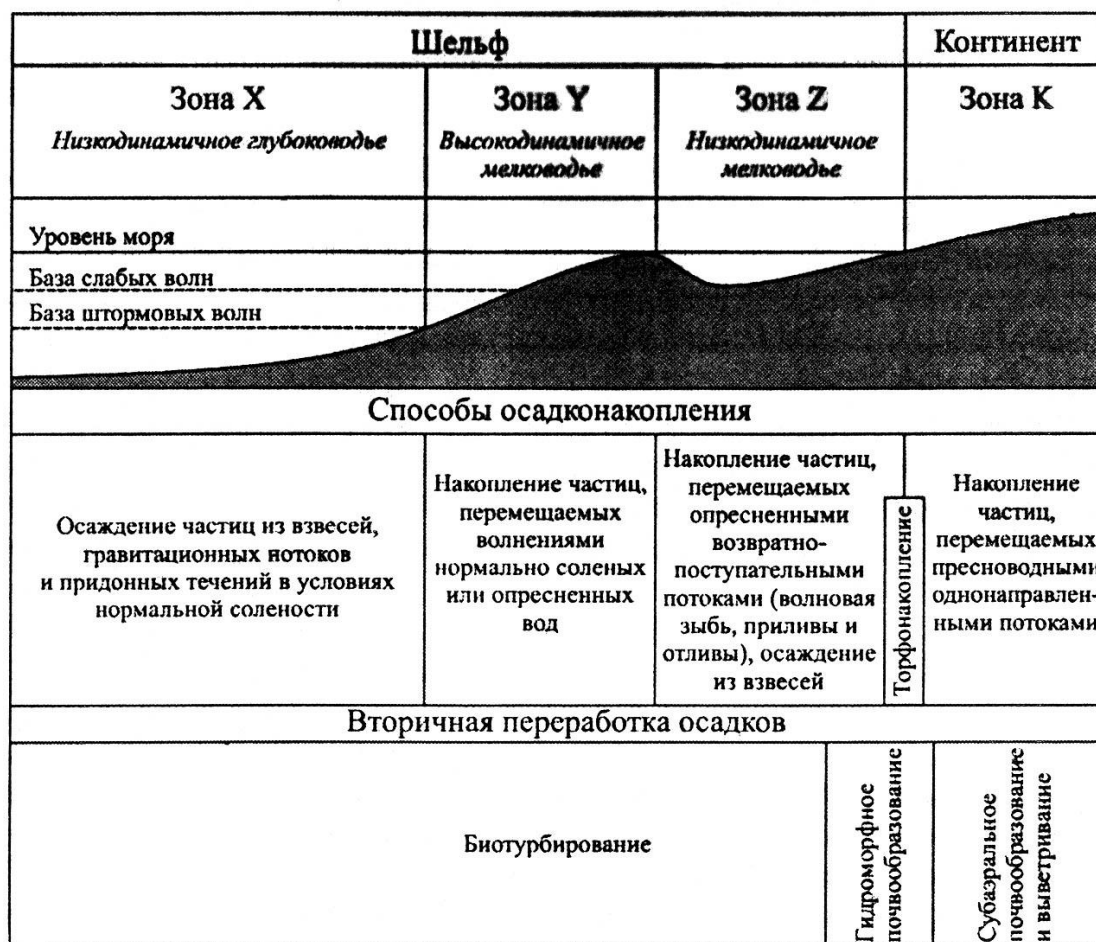 Шельф
Континент
Зона X
Низкодинамичное глубоководье
Зона Y
Высокодинамичное
мелководье
Зона Z
Низкодинамичное
мелководье
Зона K
Уровень моря
База слабых волн
База штормовых волн
Способы осадконакопления
Осаждение частиц из взвесей,
гравитационных потоков
и придонных течений в условиях
нормальной солености
Накопление частиц,
перемещаемых
волнениями
нормально соленых
или опресненных
вод
Накопление частиц,
перемещаемых
опресненными
возвратно-
поступательными
потоками (волновая
зыбь, приливы и
отливы), осаждение
из взвесей
Торфонакопление
Накопление
частиц,
перемещаемых
пресноводными
однонаправлен-
ными потоками
Вторичная переработка осадков
Биотурбирование
Гидроморфное
почвообразование
Субаэральное
почвообразование
и выветривание